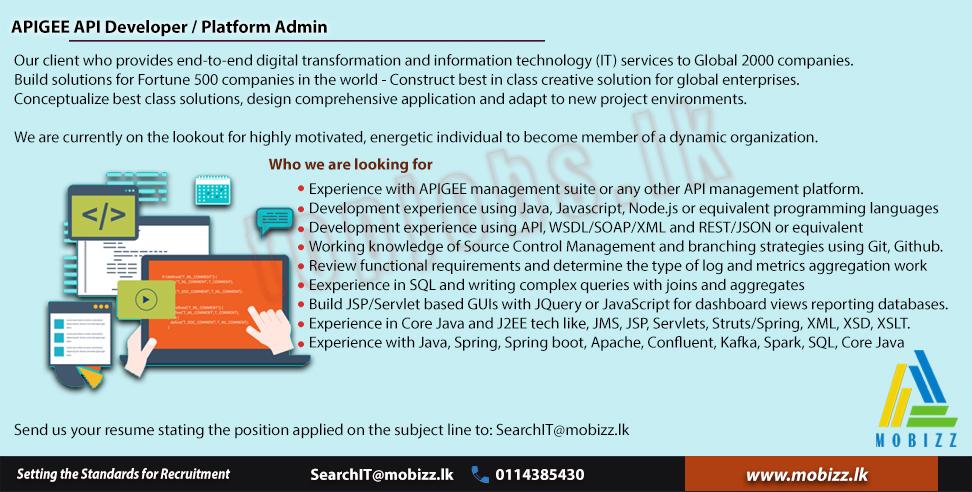 APIGEE API Developer / Platform Admin
Our client who provides end-to-end digital transformation and information technology (IT) services to Global 2000 companies.
Build solutions for Fortune 500 companies in the world - Construct best in class creative solution for global enterprises.
Conceptualize best class solutions, design comprehensive application and adapt to new project environments.
We are currently on the lookout for highly motivated, energetic individual to become member of a dynamic organization.
Who we are looking for
• Experience with APIGEE management suite or any other API management platform.
• Development experience using Java, Javascript, Node.js or equivalent programming languages
• Development experience using API, WSDL/SOAP/XML and REST/JSON or equivalent
• Working knowledge of Source Control Management and branching strategies using Git, Github.
• Review functional requirements and determine the type of log and metrics aggregation work
• Eexperience in SQL and writing complex queries with joins and aggregates
• Build JSP/Servlet based GUIs with JQuery or JavaScript for dashboard views reporting databases.
• Experience in Core Java and J2EE tech like, JMS, JSP, Servlets, Struts/Spring, XML, XSD, XSLT.
• Experience with Java, Spring, Spring boot, Apache, Confluent, Kafka, Spark, SQL, Core Java
</>
MOBIZZ
Send us your resume stating the position applied on the subject line to: SearchIT@mobizz.lk
Setting the Standards for Recruitment SearchIT@mobizz.lk 0114385430 www.mobizz.lk